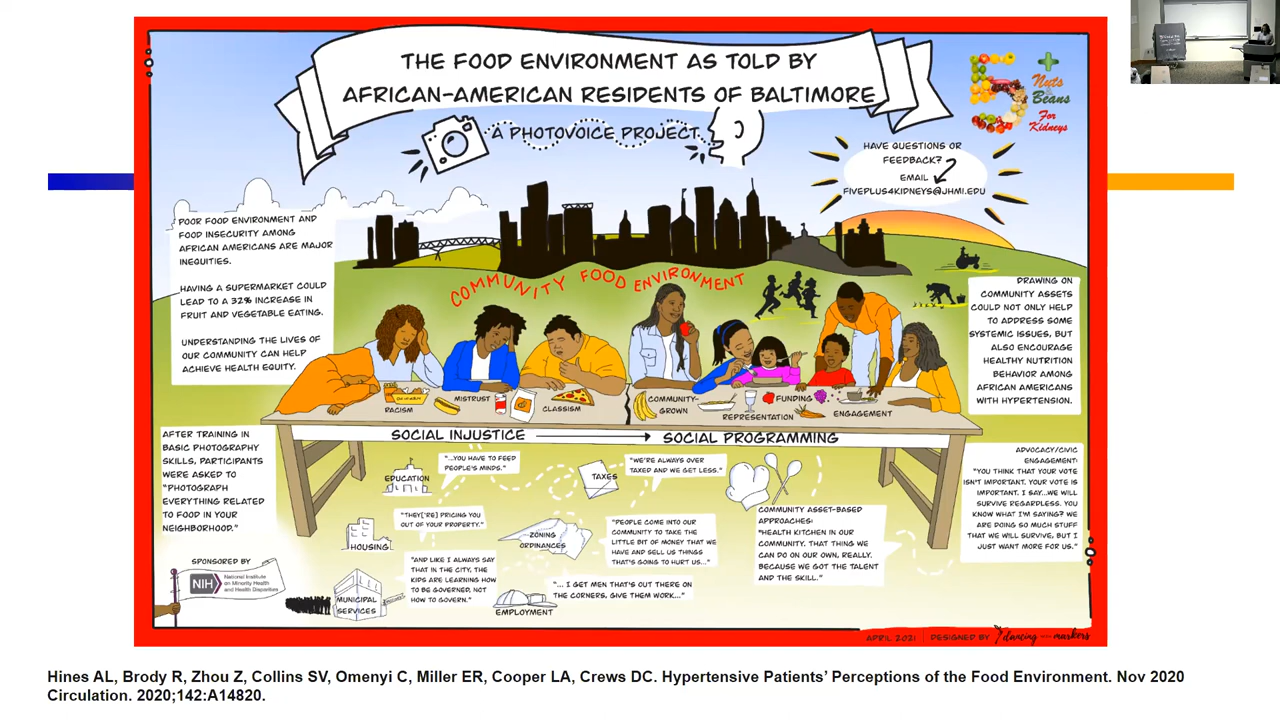 THE FOOD ENVIRONMENT AS TOLD BY
AFRICAN-AMERICAN RESIDENTS OF BALTIMORE
A PHOTOVOICE PROJECT
5 +
Nuts
&
Beans
For
Kidneys
HAVE QUESTIONS OR
FEEDBACK?
EMAIL
FIVEPLUS4KIDNEYS@JHMI.EDU
POOR FOOD ENVIRONMENT AND
FOOD INSECURITY AMONG
AFRICAN AMERICANS ARE MAJOR
INEQUITIES.
HAVING A SUPERMARKET COULD
LEAD TO A 32% INCREASE IN
FRUIT AND VEGETABLE EATING.
UNDERSTANDING THE LIVES OF
OUR COMMUNITY CAN HELP
ACHIEVE HEALTH EQUITY.
COMMUNITY FOOD ENVIRONMENT
DRAWING ON
COMMUNITY ASSETS
COULD NOT ONLY HELP
TO ADDRESS SOME
SYSTEMIC ISSUES, BUT
ALSO ENCOURAGE
HEALTHY NUTRITION
BEHAVIOR AMONG
AFRICAN AMERICANS
WITH HYPERTENSION.
RACISM
MISTRUST
CLASSISM
COMMUNITY-
GROWN
REPRESENTATION
FUNDING
ENGAGEMENT
SOCIAL INJUSTICE
SOCIAL PROGRAMMING
AFTER TRAINING IN
BASIC PHOTOGRAPHY
SKILLS, PARTICIPANTS
WERE ASKED TO
"PHOTOGRAPH
EVERYTHING RELATED
TO FOOD IN YOUR
NEIGHBORHOOD."
EDUCATION
"...YOU HAVE TO FEED
PEOPLE'S MINDS."
TAXES
"WE'RE ALWAYS OVER
TAXED AND WE GET LESS."
HOUSING
"THEY['RE] PRICING YOU
OUT OF YOUR PROPERTY."
ZONING
ORDINANCES
"PEOPLE COME INTO OUR
COMMUNITY TO TAKE THE
LITTLE BIT OF MONEY THAT WE
HAVE AND SELL US THINGS
THAT'S GOING TO HURT US..."
COMMUNITY ASSET-BASED
APPROACHES:
"HEALTH KITCHEN IN OUR
COMMUNITY, THAT THING WE
CAN DO ON OUR OWN, REALLY.
BECAUSE WE GOT THE TALENT
AND THE SKILL."
ADVOCACY/CIVIC
ENGAGEMENT:
"YOU THINK THAT YOUR VOTE
ISN'T IMPORTANT. YOUR VOTE IS
IMPORTANT. I SAY...WE WILL
SURVIVE REGARDLESS. YOU
KNOW WHAT I'M SAYING? WE
ARE DOING SO MUCH STUFF
THAT WE WILL SURVIVE, BUT I
JUST WANT MORE FOR US."
MUNICIPAL
SERVICES
"AND LIKE I ALWAYS SAY
THAT IN THE CITY, THE
KIDS ARE LEARNING HOW
TO BE GOVERNED, NOT
HOW TO GOVERN."
EMPLOYMENT
"... I GET MEN THAT'S OUT THERE ON
THE CORNERS, GIVE THEM WORK..."
SPONSORED BY
NIH
National Institute
on Minority Health
and Health Disparities
APRIL 2021 | DESIGNED BY dancing with markers
Hines AL, Brody R, Zhou Z, Collins SV, Omenyi C, Miller ER, Cooper LA, Crews DC. Hypertensive Patients' Perceptions of the Food Environment. Nov 2020
Circulation. 2020;142:A14820.